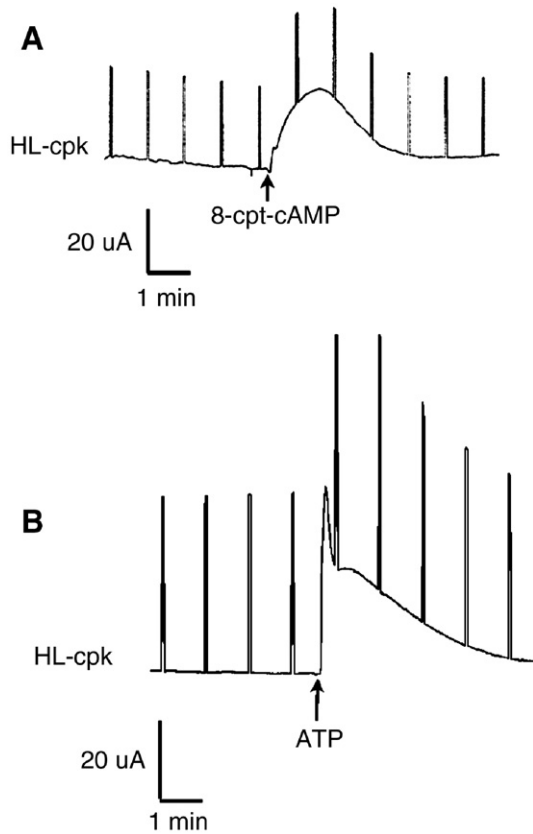 A
HL-cpk
8-cpt-cAMP
20 uA
1 min
B
HL-cpk
ATP
20 uA
1 min